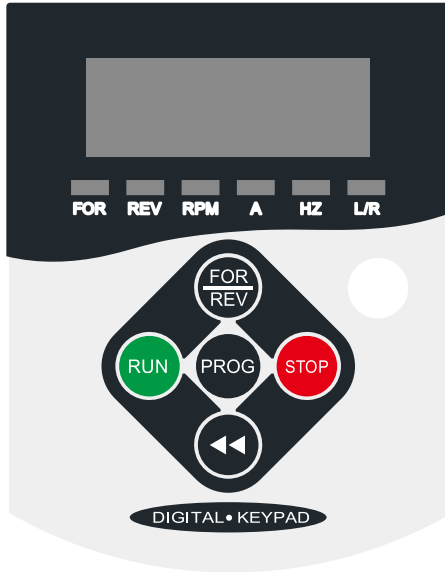 FOR REV RPM A HZ L/R
FOR
REV
RUN PROG STOP
DIGITAL• KEYPAD